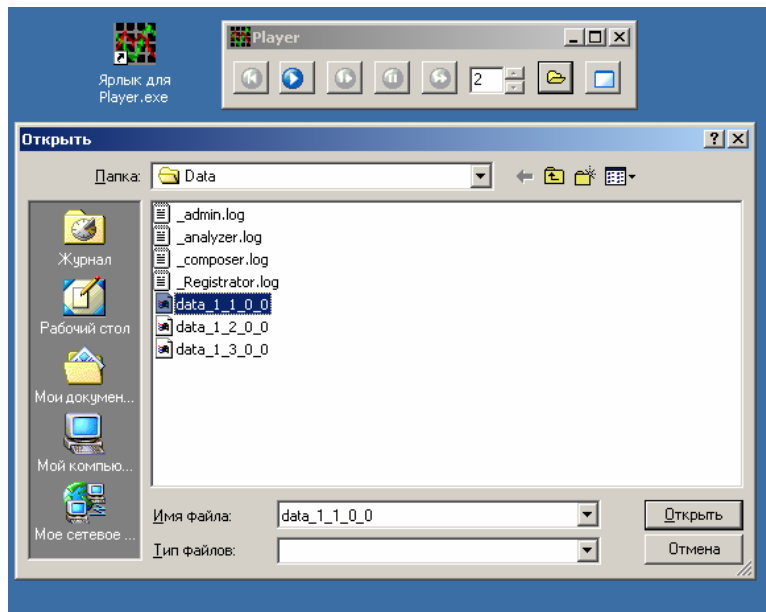 Ярлык для
Player.exe
Player
2
Открыть
Папка:
Data
_admin.log
_analyzer.log
_composer.log
_Registrator.log
data_1_1_0_0
data_1_2_0_0
data_1_3_0_0
Журнал
Рабочий стол
Мои докумен...
Мой компью...
Мое сетевое ...
Имя файла:
data_1_1_0_0
Открыть
Тип файлов:
Отмена